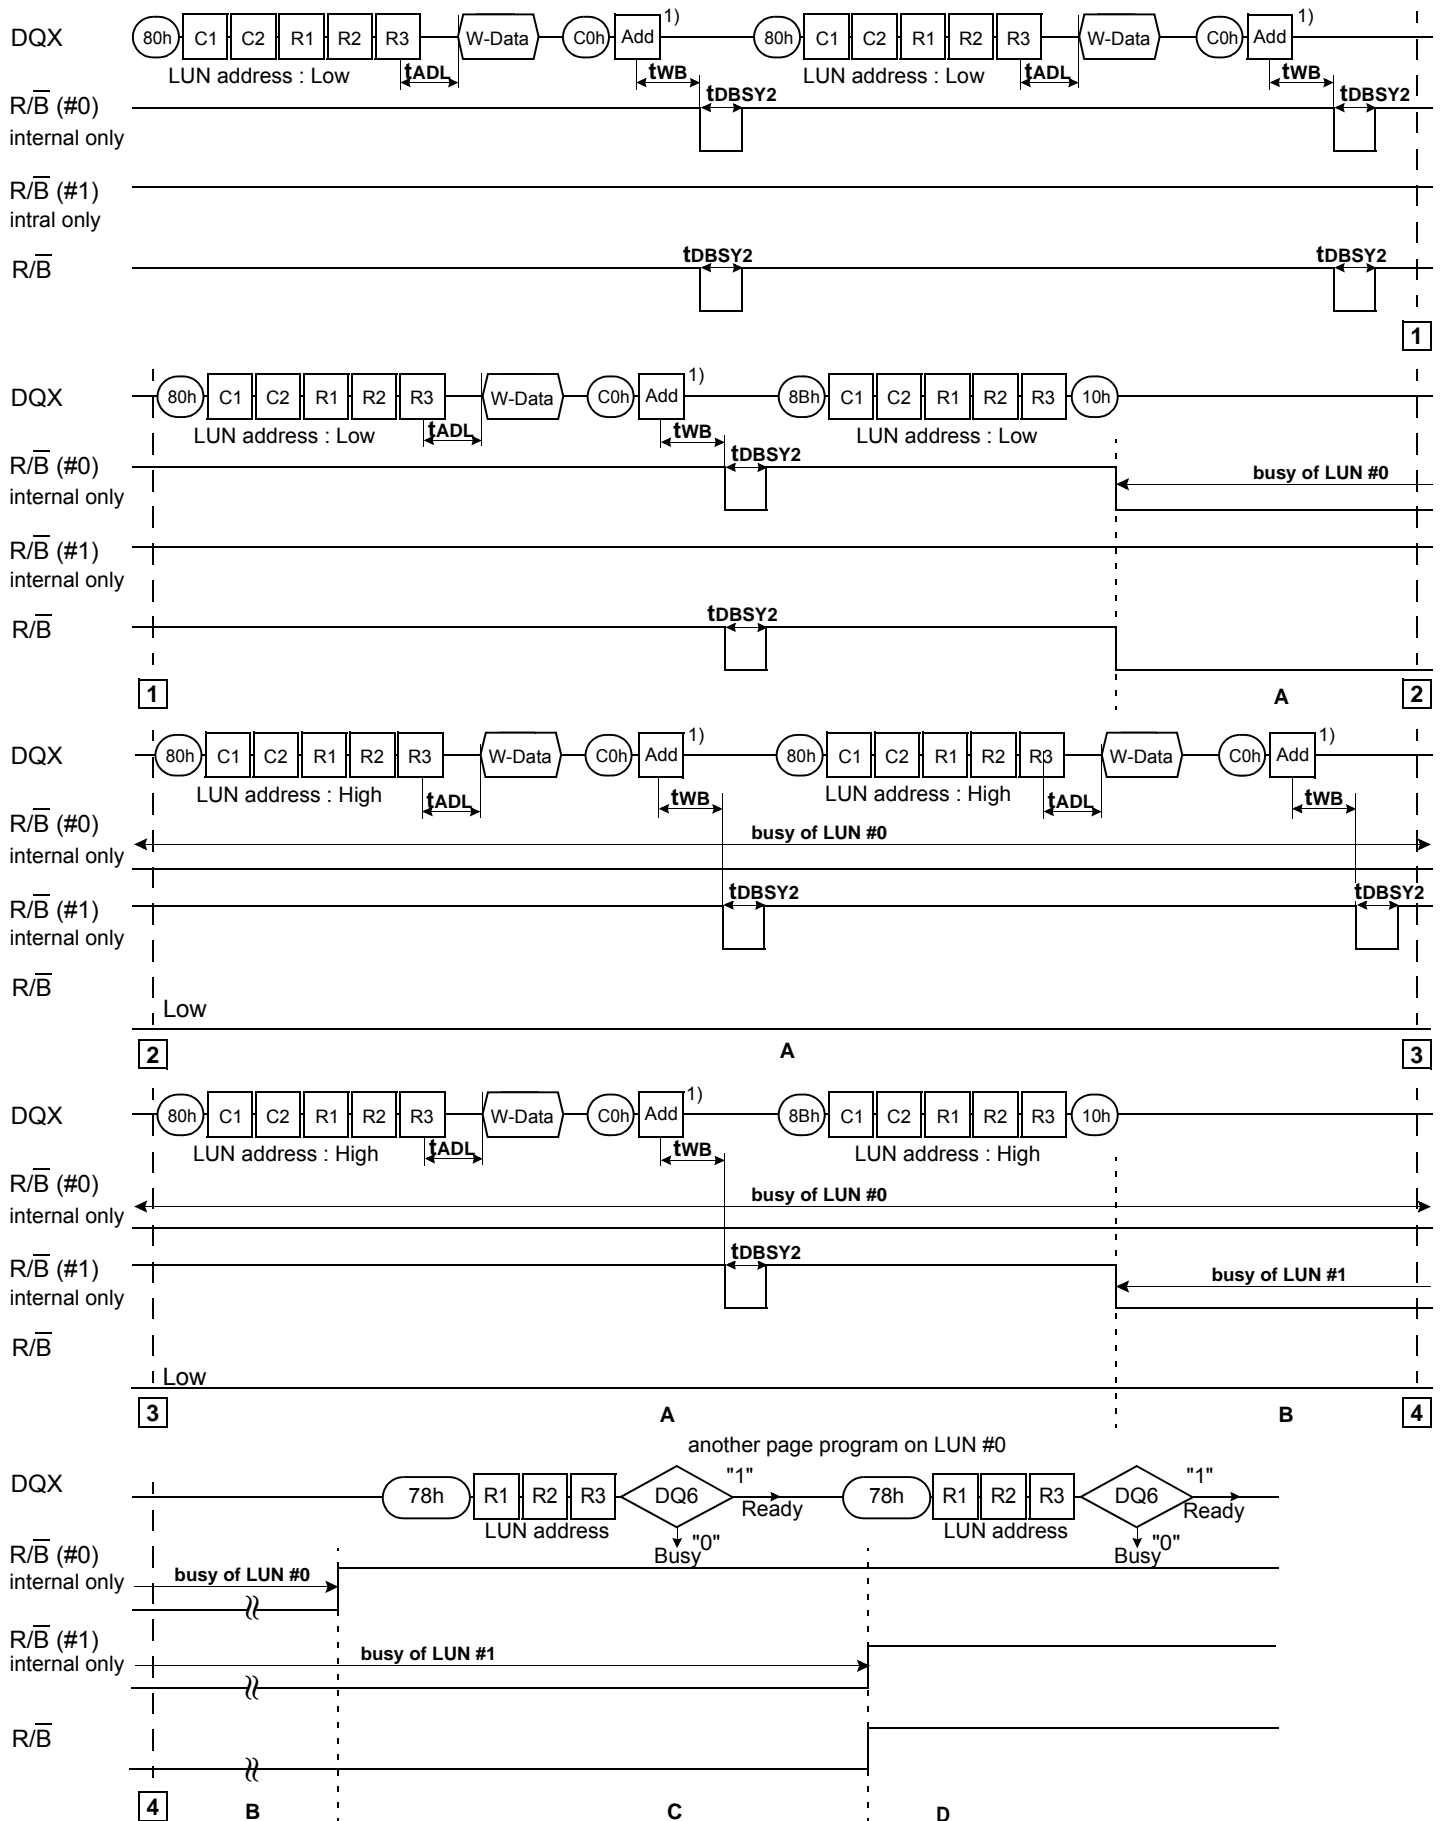 DQX 80h C1 C2 R1 R2 R3 W-Data C0h Add 1) 80h C1 C2 R1 R2 R3 W-Data C0h Add 1)
LUN address : Low tADL tWB LUN address : Low tADL tWB
R/B (#0) tDBSY2 tDBSY2
internal only
R/B (#1)
intral only
R/B tDBSY2 tDBSY2
1
DQX 80h C1 C2 R1 R2 R3 W-Data C0h Add 1) 8Bh C1 C2 R1 R2 R3 10h
LUN address : Low tADL tWB LUN address : Low
R/B (#0) tDBSY2 busy of LUN #0
internal only
R/B (#1)
internal only
R/B tDBSY2
1 A 2
DQX 80h C1 C2 R1 R2 R3 W-Data C0h Add 1) 80h C1 C2 R1 R2 R3 W-Data C0h Add 1)
LUN address : High tADL tWB LUN address : High tADL tWB
R/B (#0) busy of LUN #0
internal only
R/B (#1) tDBSY2 tDBSY2
internal only
R/B
Low
2 A 3
DQX 80h C1 C2 R1 R2 R3 W-Data C0h Add 1) 8Bh C1 C2 R1 R2 R3 10h
LUN address : High tADL tWB LUN address : High
R/B (#0) busy of LUN #0
internal only
R/B (#1) tDBSY2 busy of LUN #1
internal only
R/B
Low
3 A B 4
another page program on LUN #0
DQX 78h R1 R2 R3 DQ6 "1" Ready 78h R1 R2 R3 DQ6 "1" Ready
LUN address "0" Busy LUN address "0" Busy
R/B (#0) busy of LUN #0
internal only
R/B (#1) busy of LUN #1
internal only
R/B
4 B C D